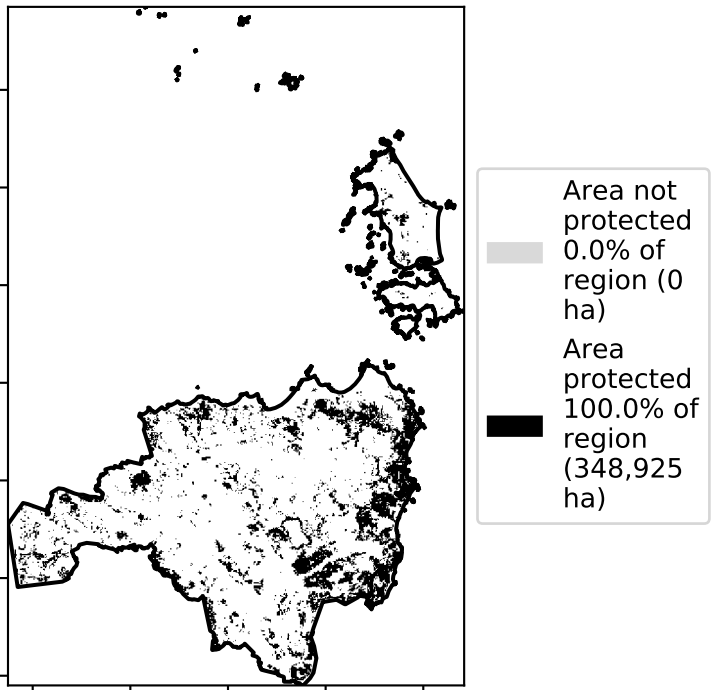 Area not
protected
0.0% of
region (0
ha)
Area
protected
100.0% of
region
(348,925
ha)